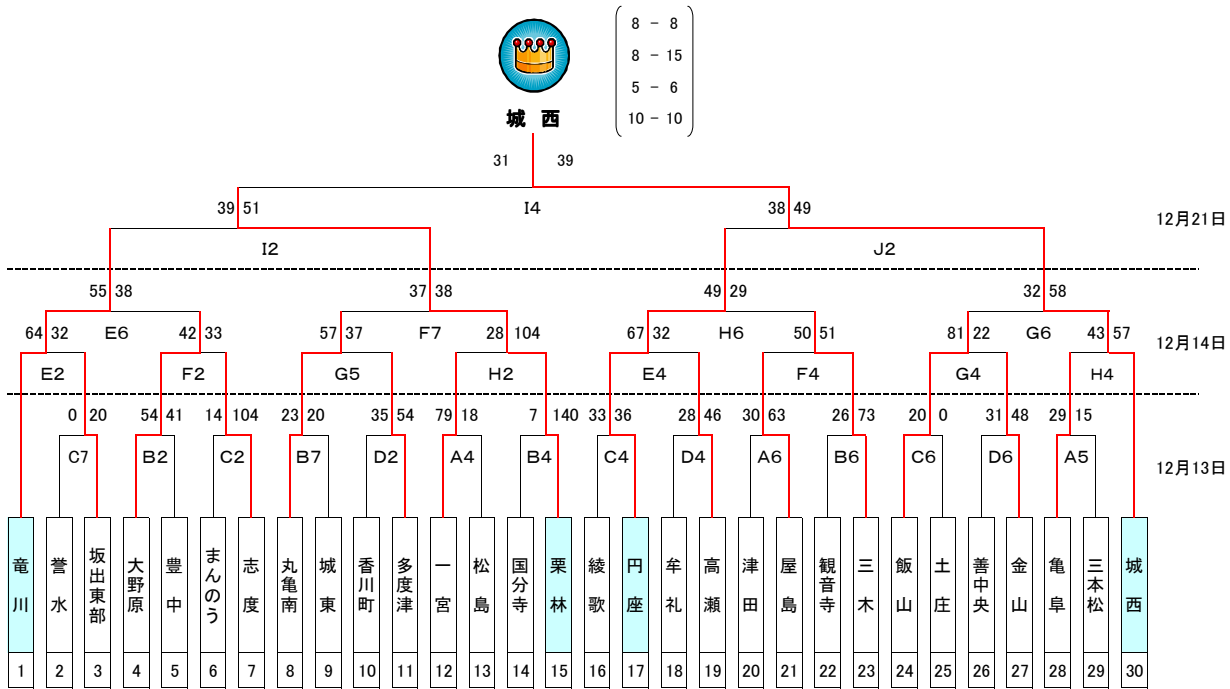 8 - 8
8 - 15
5 - 6
10 - 10
城 西
31 39
39 51 I4 38 49 12月21日
I2 J2
55 38 37 38 49 29 32 58
64 32 E6 42 33 57 37 F7 28 104 67 32 H6 50 51 81 22 G6 43 57 12月14日
E2 F2 G5 H2 E4 F4 G4 H4
0 20 54 41 14 104 23 20 35 54 79 18 7 140 33 36 28 46 30 63 26 73 20 0 31 48 29 15
C7 B2 C2 B7 D2 A4 B4 C4 D4 A6 B6 C6 D6 A5 12月13日
竜川
誉水
坂出東部
大野原
豊中
まんのう
志度
丸亀南
城東
香川町
多度津
一宮
松島
国分寺
栗林
綾歌
円座
牟礼
高瀬
津田
屋島
観音寺
三木
飯山
土庄
善中央
金山
亀阜
三本松
城西
1 2 3 4 5 6 7 8 9 10 11 12 13 14 15 16 17 18 19 20 21 22 23 24 25 26 27 28 29 30